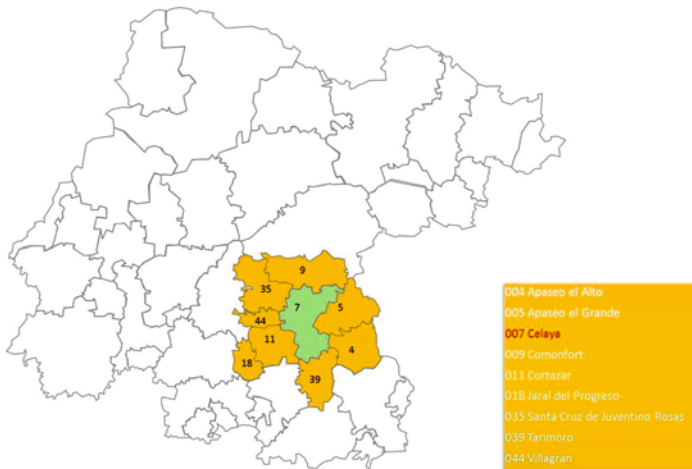 9
35
7
5
44
11
4
18
39
004 Apaseo el Alto
005 Apaseo el Grande
007 Celaya
009 Comonfort
011 Cortazar
018 Jaral del Progreso
035 Santa Cruz de Juventino Rosas
039 Tarimoro
044 Villagrán